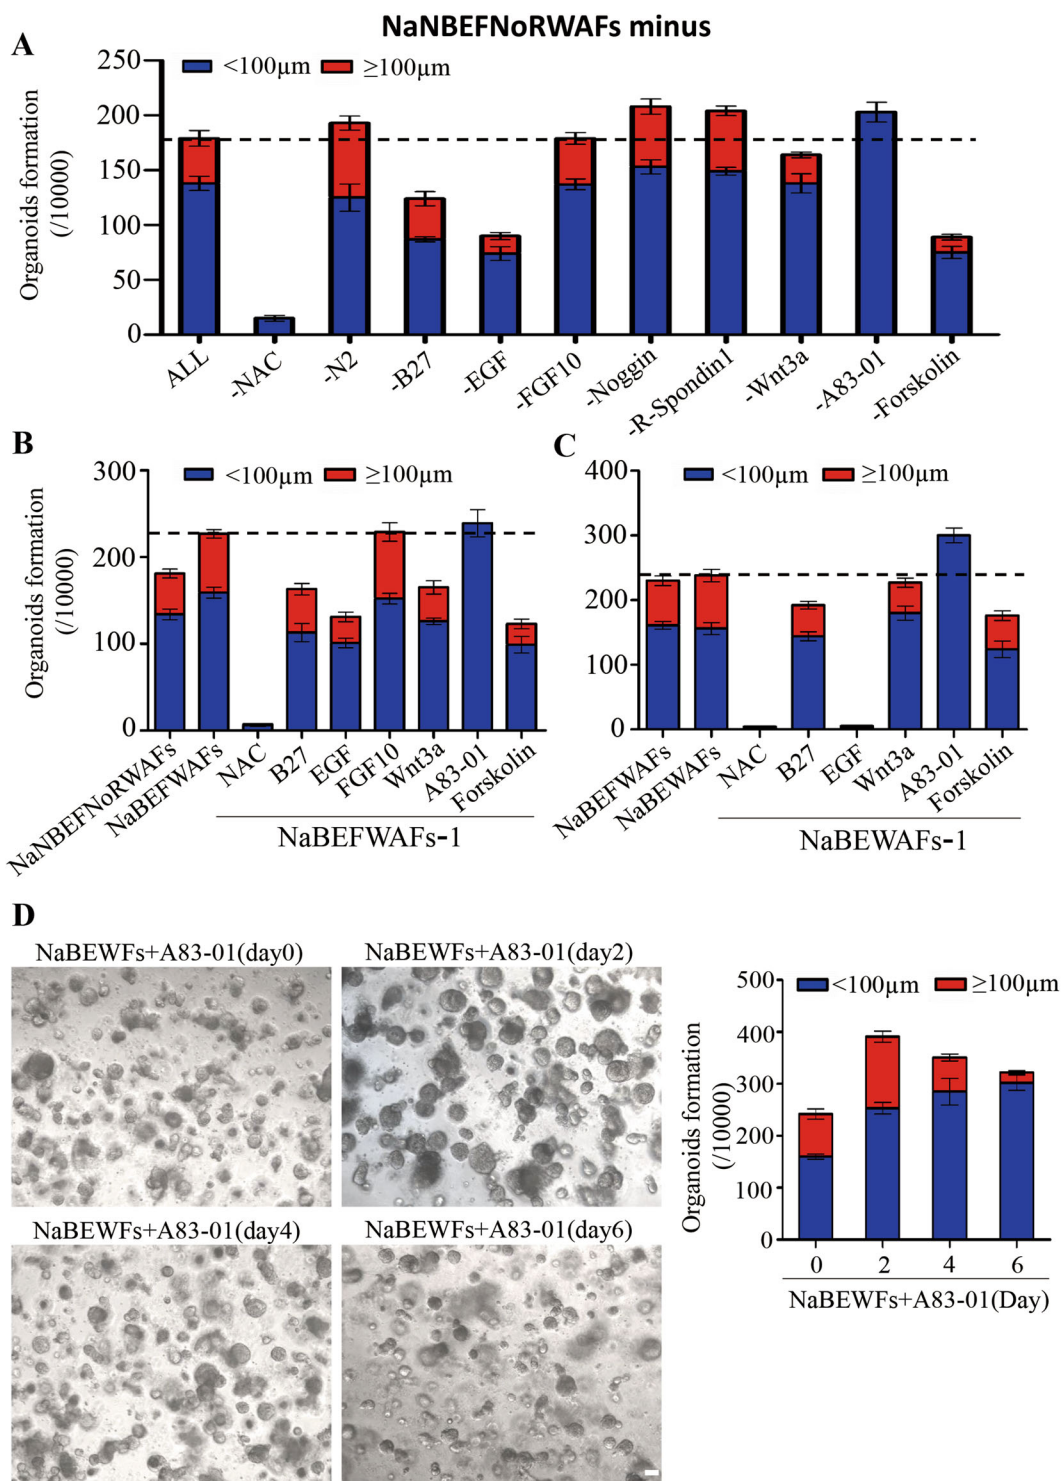 NaNBEFNoRWAFs minus
A
<100µm ≥100µm
Organoids formation
(/10000)
250
200
150
100
50
0
ALL -NAC -N2 -B27 -EGF -FGF10 -Noggin -R-Spondin1 -Wnt3a -A83-01 -Forskolin
B
<100µm ≥100µm
Organoids formation
(/10000)
300
200
100
0
NaNBEFNoRWAFs NaBEFWAFs NAC B27 EGF FGF10 Wnt3a A83-01 Forskolin
NaBEFWAFs-1
C
<100µm ≥100µm
400
300
200
100
0
NaBEFWAFs NaBEWAFs NAC B27 EGF Wnt3a A83-01 Forskolin
NaBEWAFs-1
D
NaBEWFs+A83-01(day0) NaBEWFs+A83-01(day2)
NaBEWFs+A83-01(day4) NaBEWFs+A83-01(day6)
<100µm ≥100µm
Organoids formation
(/10000)
500
400
300
200
100
0
0 2 4 6
NaBEWFs+A83-01(Day)